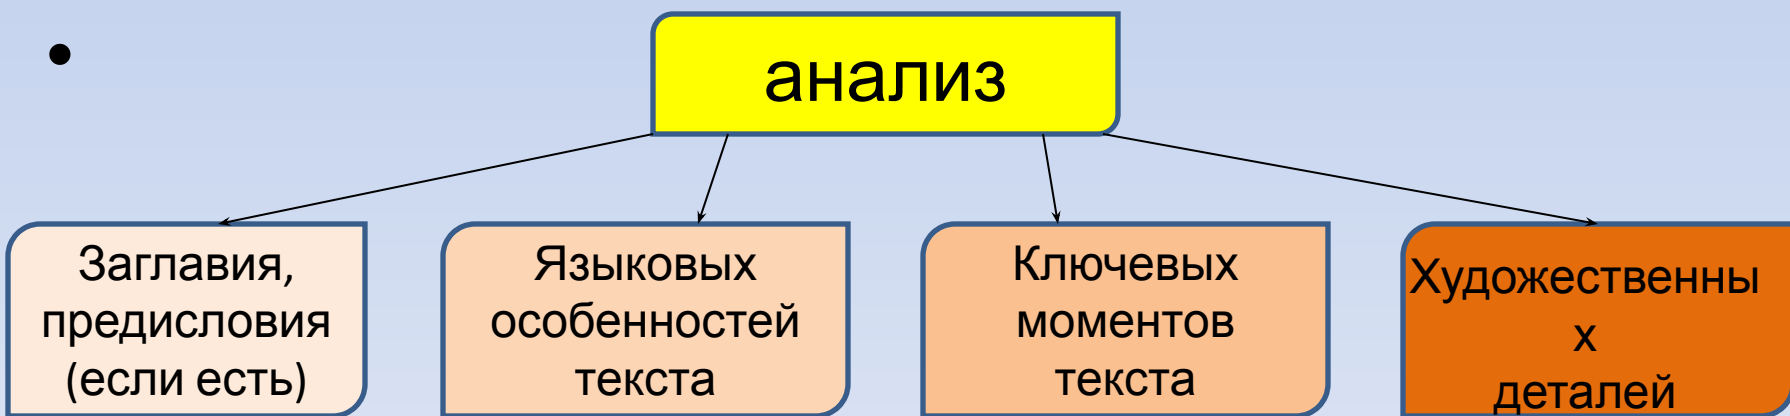 анализ
Заглавия,
предисловия
(если есть)
Языковых
особенностей
текста
Ключевых
моментов
текста
Художественны
х
деталей